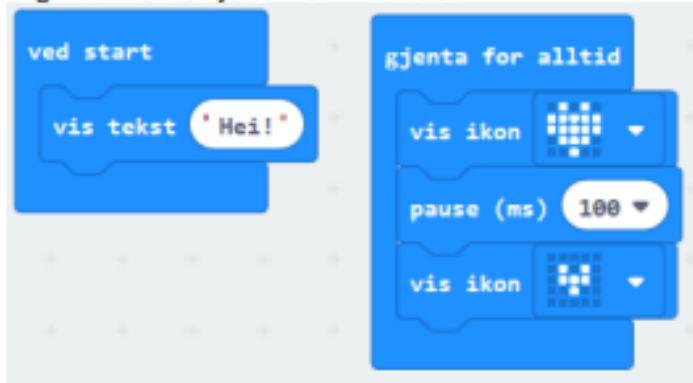 ved start
vis tekst "Hei!"
gjenta for alltid
vis ikon
pause (ms) 100
vis ikon